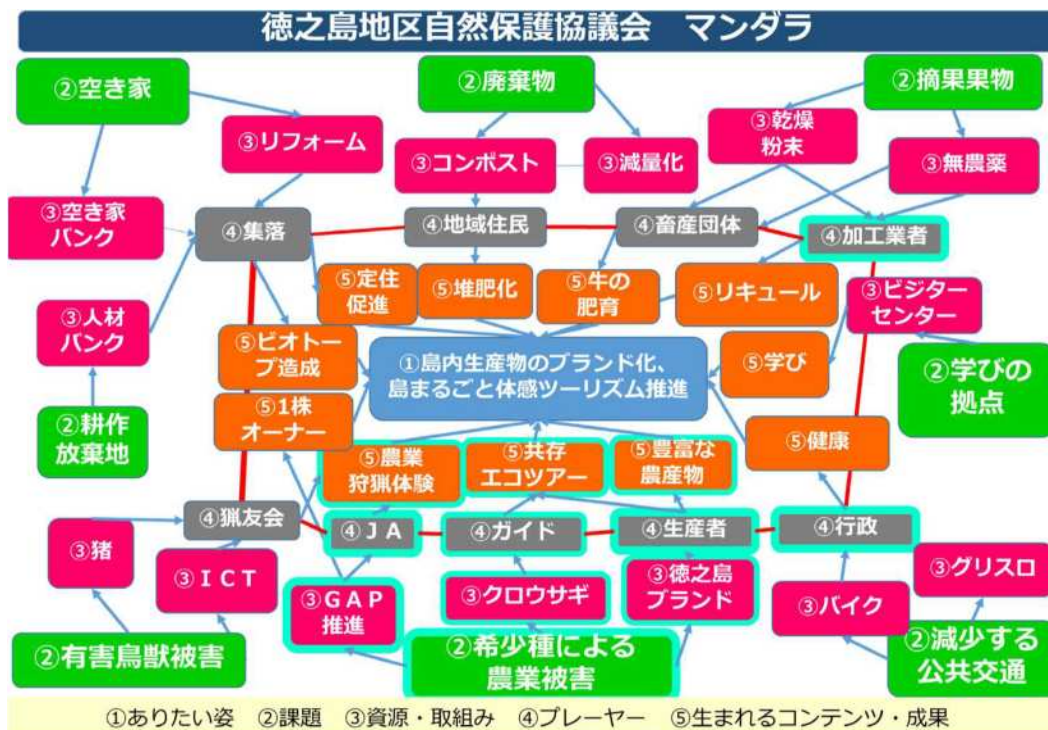 徳之島地区自然保護協議会　マンダラ
②空き家
②廃棄物
②摘果果物
③リフォーム
③コンポスト
③減量化
③乾燥
粉末
③無農薬
③空き家
バンク
④集落
④地域住民
④畜産団体
④加工業者
⑤定住
促進
⑤堆肥化
⑤牛の
肥育
⑤リキュール
③ビジター
センター
③人材
バンク
⑤ビオトー
プ造成
①島内生産物のブランド化、
島まるごと体感ツーリズム推進
⑤学び
②学びの
拠点
②耕作
放棄地
⑤1株
オーナー
⑤農業
狩猟体験
⑤共存
エコツアー
⑤豊富な
農産物
⑤健康
④猟友会
④ＪＡ
④ガイド
④生産者
④行政
③猪
③ＩＣＴ
③ＧＡＰ
推進
③クロウサギ
③徳之島
ブランド
③バイク
③グリスロ
②有害鳥獣被害
②希少種による
農業被害
②減少する
公共交通
①ありたい姿　②課題　③資源・取組み　④プレーヤー　⑤生まれるコンテンツ・成果